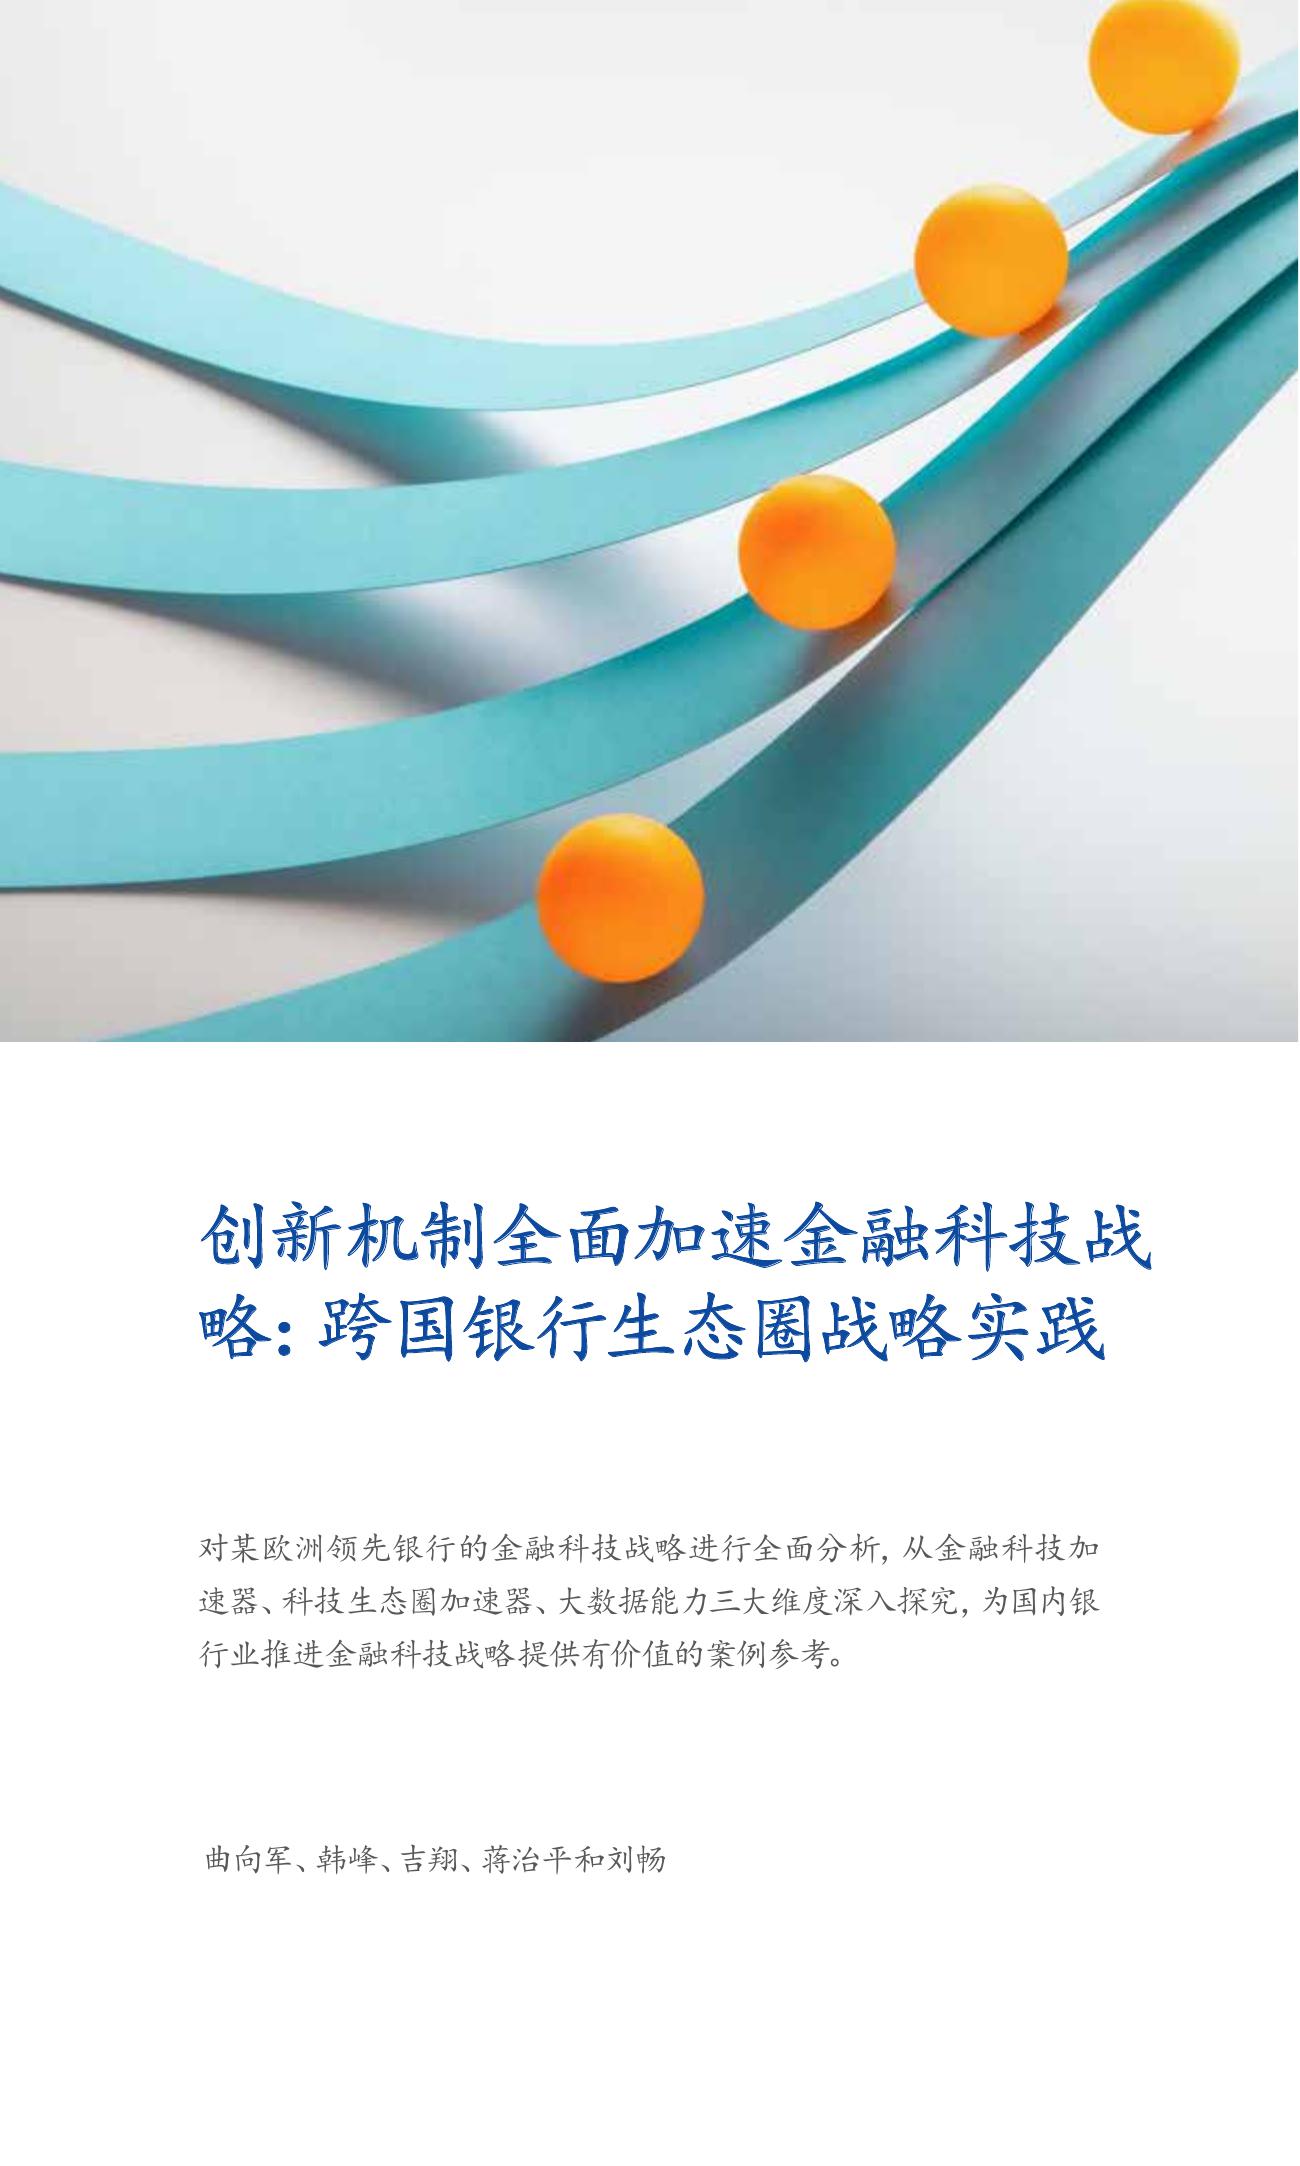 创新机制全面加速金融科技战
略：跨国银行生态圈战略实践
对某欧洲领先银行的金融科技战略进行全面分析，从金融科技加
速器、科技生态圈加速器、大数据能力三大维度深入探究，为国内银
行业推进金融科技战略提供有价值的案例参考。
曲向军、韩峰、吉翔、蒋治平和刘畅